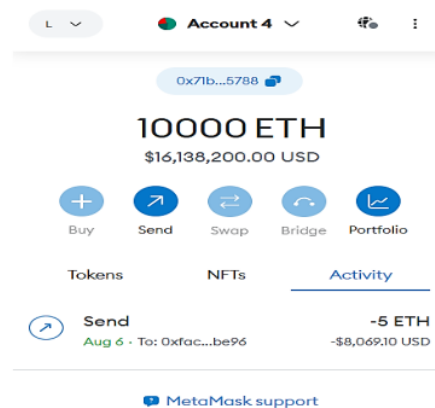 L
Account 4
0x71b...5788
10000 ETH
$16,138,200.00 USD
Buy Send Swap Bridge Portfolio
Tokens NFTs Activity
Send -5 ETH
Aug 6 · To: 0xfac...be96 -$8,069.10 USD
MetaMask support